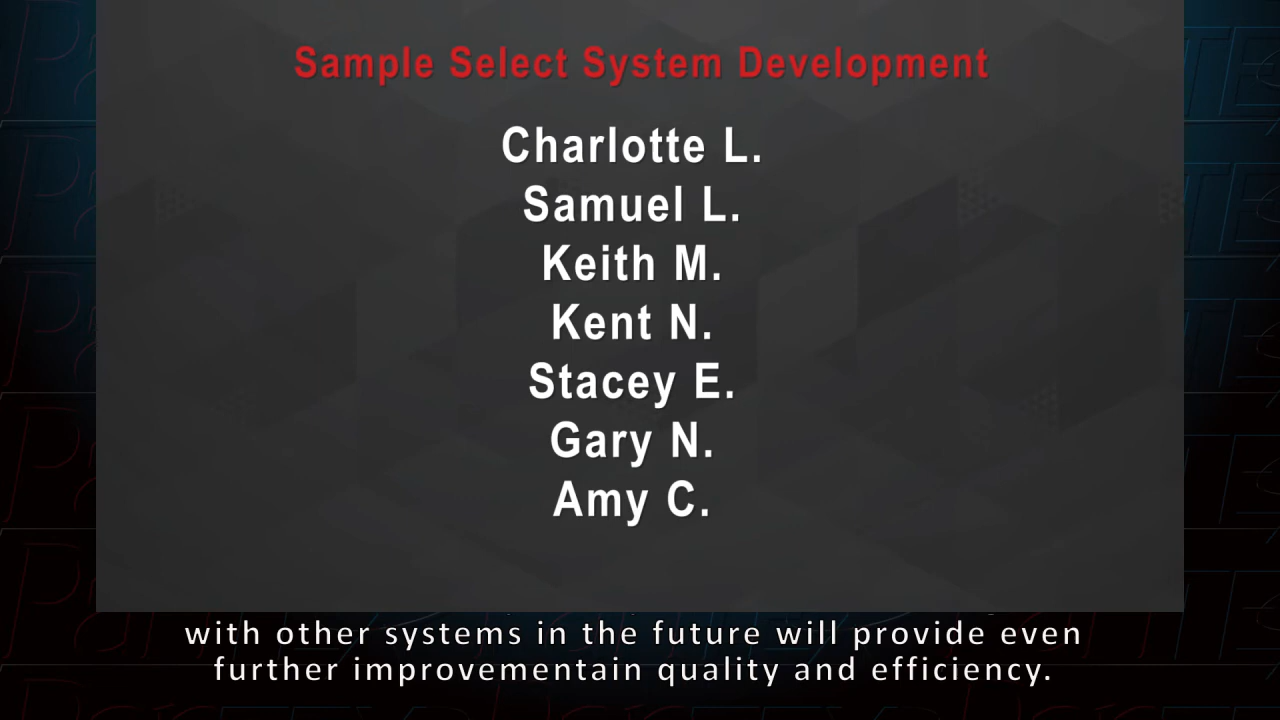 Sample Select System Development
Charlotte L.
Samuel L.
Keith M.
Kent N.
Stacey E.
Gary N.
Amy C.
with other systems in the future will provide even
further improvementain quality and efficiency.